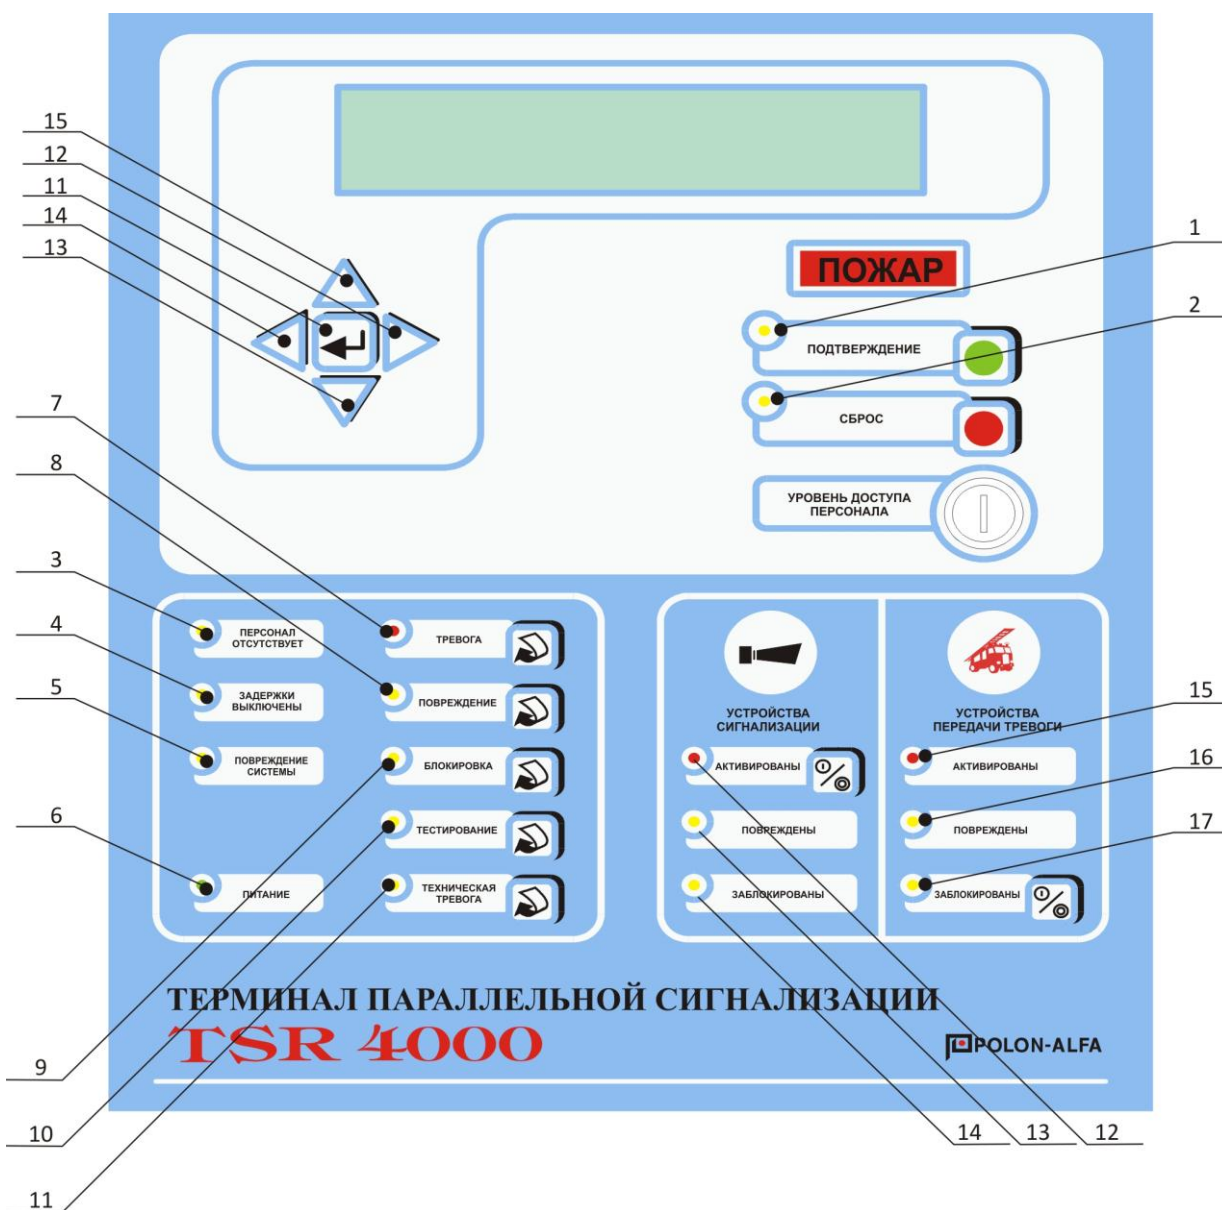 15
12
11
14
13
1
ПОЖАР
2
ПОДТВЕРЖДЕНИЕ
СБРОС
7
8
УРОВЕНЬ ДОСТУПА
ПЕРСОНАЛА
3
4
5
6
ПЕРСОНАЛ
ОТСУТСТВУЕТ
ЗАДЕРЖКИ
ВЫКЛЮЧЕНЫ
ПОВРЕЖДЕНИЕ
СИСТЕМЫ
ПИТАНИЕ
ТРЕВОГА
ПОВРЕЖДЕНИЕ
БЛОКИРОВКА
ТЕСТИРОВАНИЕ
ТЕХНИЧЕСКАЯ
ТРЕВОГА
УСТРОЙСТВА
СИГНАЛИЗАЦИИ
АКТИВИРОВАНЫ
ПОВРЕЖДЕНЫ
ЗАБЛОКИРОВАНЫ
УСТРОЙСТВА
ПЕРЕДАЧИ ТРЕВОГИ
АКТИВИРОВАНЫ
ПОВРЕЖДЕНЫ
ЗАБЛОКИРОВАНЫ
15
16
17
ТЕРМИНАЛ ПАРАЛЛЕЛЬНОЙ СИГНАЛИЗАЦИИ
TSR 4000
POLON-ALFA
9
10
11
14
13
12